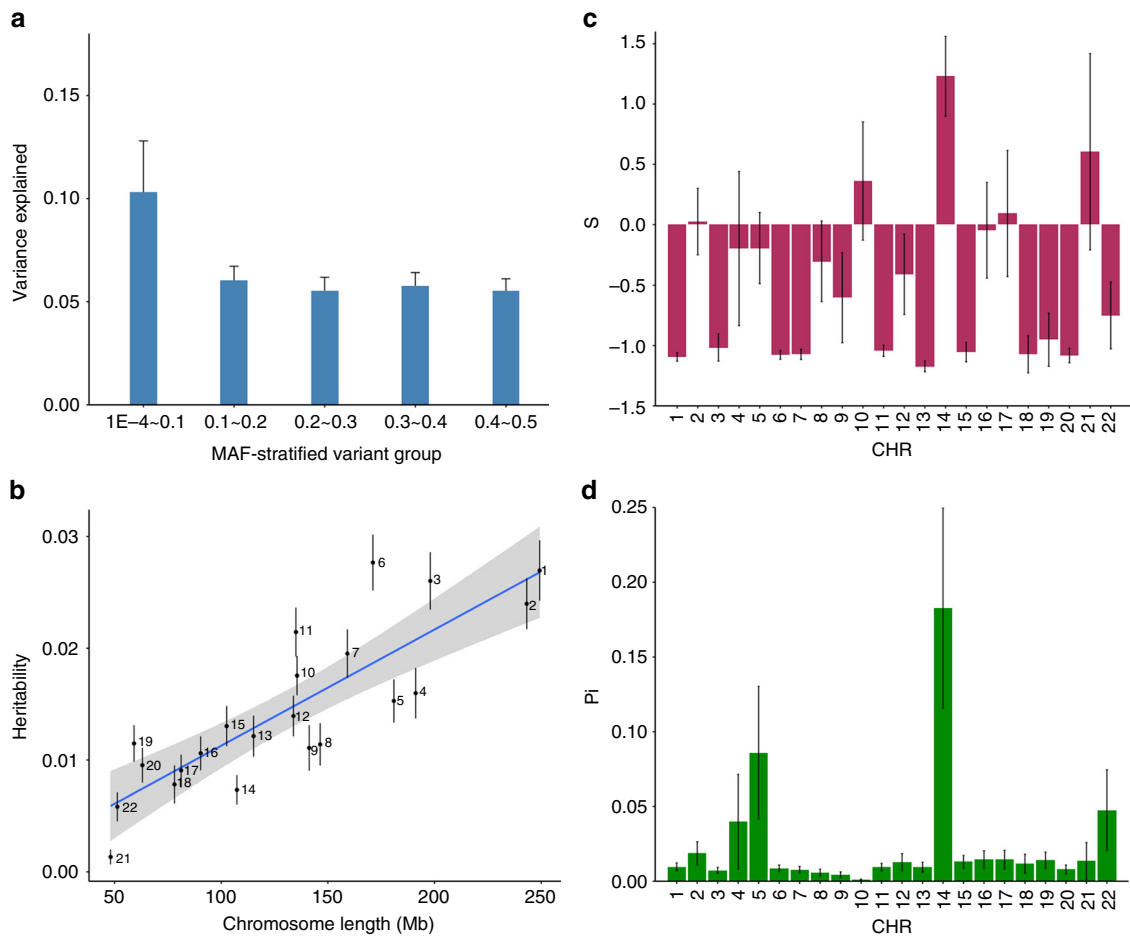 a
0.15
0.10
0.05
0.00
Variance explained
1E−4~0.1 0.1~0.2 0.2~0.3 0.3~0.4 0.4~0.5
MAF-stratified variant group
b
0.03
0.02
0.01
0.00
Heritability
1
2
3
4
5
6
7
8
9
10
11
12
13
14
15
16
17
18
19
20
21
22
50 100 150 200 250
Chromosome length (Mb)
c
1.5
1.0
0.5
0.0
−0.5
−1.0
−1.5
S
1 2 3 4 5 6 7 8 9 10 11 12 13 14 15 16 17 18 19 20 21 22
CHR
d
0.25
0.20
0.15
0.10
0.05
0.00
Pi
1 2 3 4 5 6 7 8 9 10 11 12 13 14 15 16 17 18 19 20 21 22
CHR